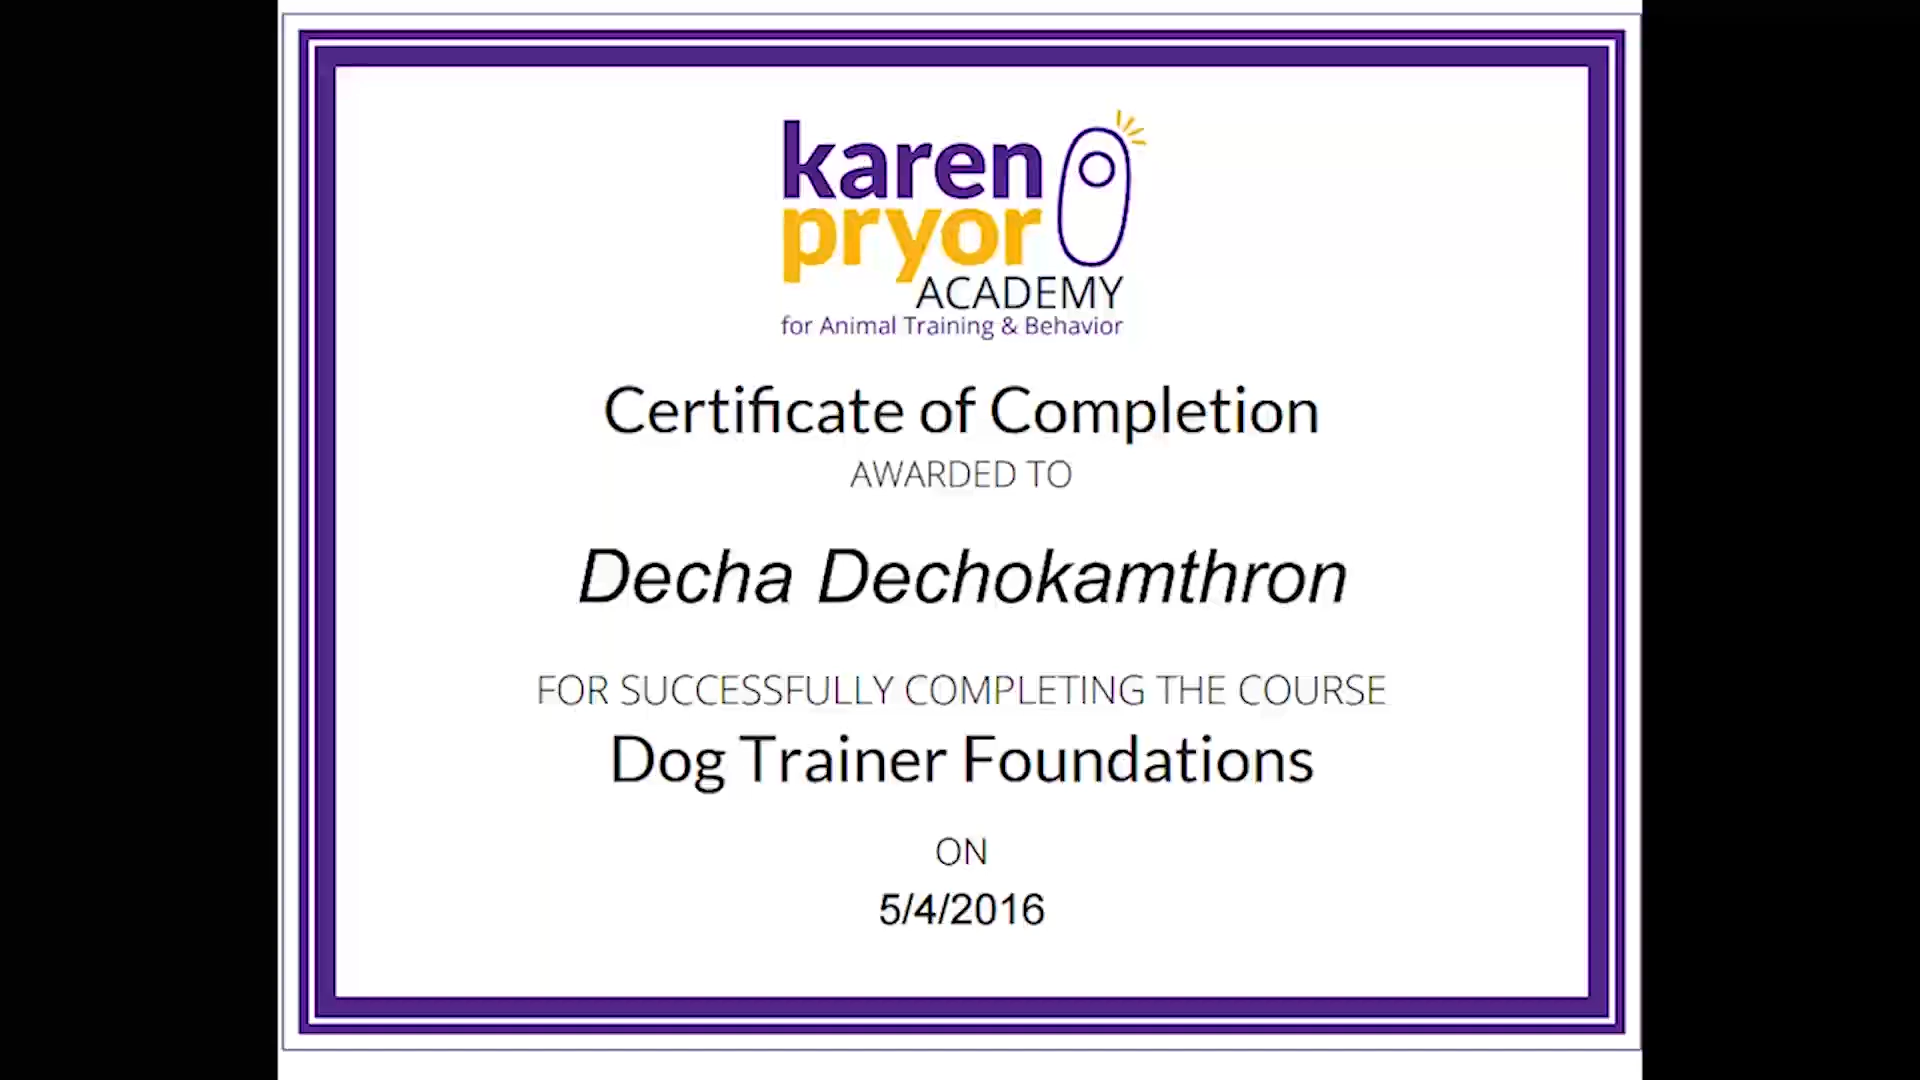 karen
pryor
ACADEMY
for Animal Training & Behavior
Certificate of Completion
AWARDED TO
Decha Dechokamthron
FOR SUCCESSFULLY COMPLETING THE COURSE
Dog Trainer Foundations
ON
5/4/2016